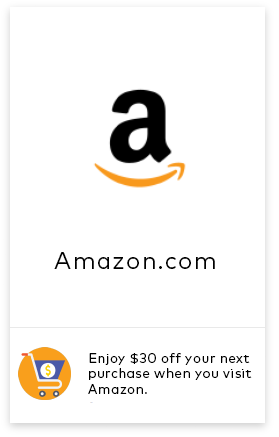 a
Amazon.com
$
Enjoy $30 off your next
purchase when you visit
Amazon.